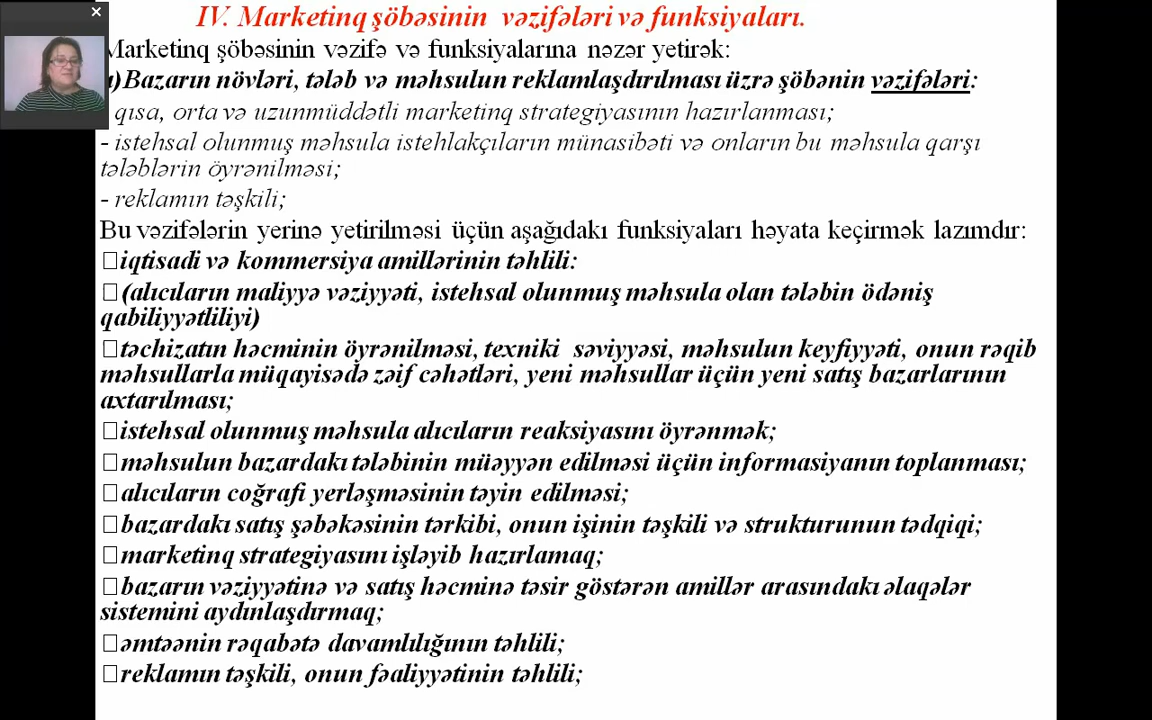 IV. Marketinq şöbəsinin vəzifələri və funksiyaları.
Marketinq şöbəsinin vəzifə və funksiyalarına nəzər yetirək:
)Bazarın növləri, tələb və məhsulun reklamlaşdırılması üzrə şöbənin vəzifələri:
qısa, orta və uzunmüddətli marketinq strategiyasının hazırlanması;
- istehsal olunmuş məhsula istehlakçıların münasibəti və onların bu məhsula qarşı
tələblərin öyrənilməsi;
- reklamın təşkili;
Bu vəzifələrin yerinə yetirilməsi üçün aşağıdakı funksiyaları həyata keçirmək lazımdır:
□iqtisadi və kommersiya amillərinin təhlili:
□(alıcıların maliyyə vəziyyəti, istehsal olunmuş məhsula olan tələbin ödəniş
qabiliyyətliliyi)
□təchizatın həcminin öyrənilməsi, texniki səviyyəsi, məhsulun keyfiyyəti, onun rəqib
məhsullarla müqayisədə zəif cəhətləri, yeni məhsullar üçün yeni satış bazarlarının
axtarılması;
□istehsal olunmuş məhsula alıcıların reaksiyasını öyrənmək;
□məhsulun bazardakı tələbinin müəyyən edilməsi üçün informasiyanın toplanması;
□alıcıların coğrafi yerləşməsinin təyin edilməsi;
□bazardakı satış şəbəkəsinin tərkibi, onun işinin təşkili və strukturunun tədqiqi;
□marketinq strategiyasını işləyib hazırlamaq;
□bazarın vəziyyətinə və satış həcminə təsir göstərən amillər arasındakı əlaqələr
sistemini aydınlaşdırmaq;
□əmtəənin rəqabətə davamlılığının təhlili;
□reklamın təşkili, onun fəaliyyətinin təhlili;